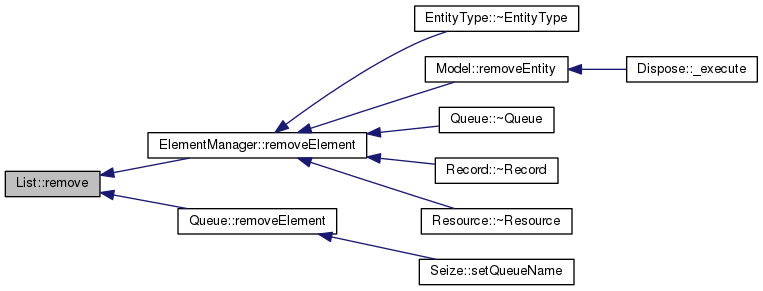 EntityType::~EntityType
Model::removeEntity
Dispose::_execute
Queue::~Queue
ElementManager::removeElement
Record::~Record
List::remove
Queue::removeElement
Resource::~Resource
Seize::setQueueName